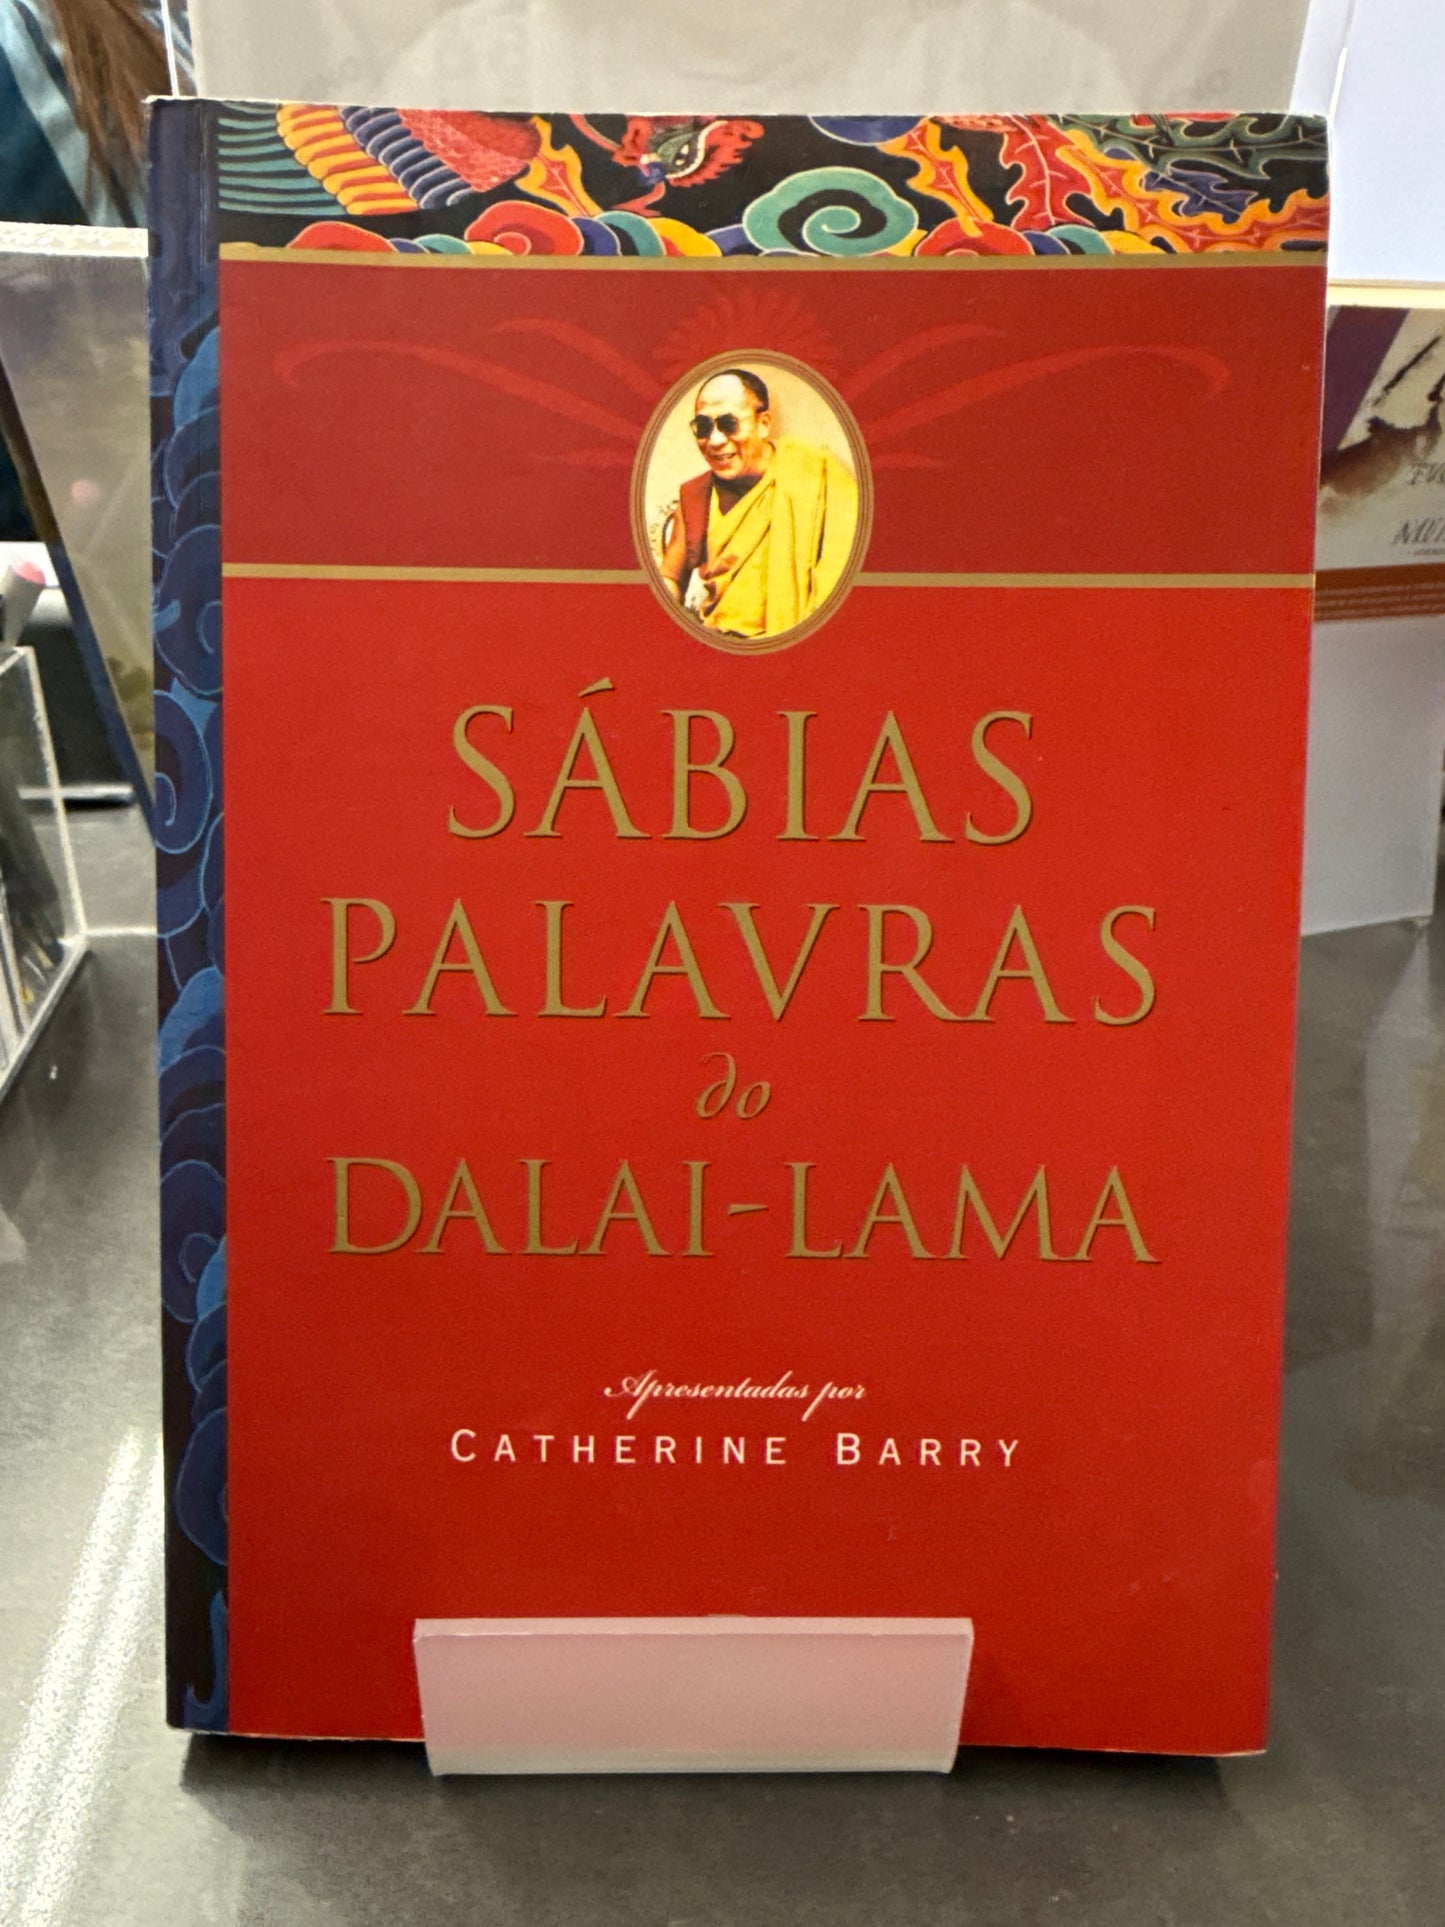 SÁBIAS
PALAVRAS
do
DALAI-LAMA
Apresentadas por
CATHERINE BARRY